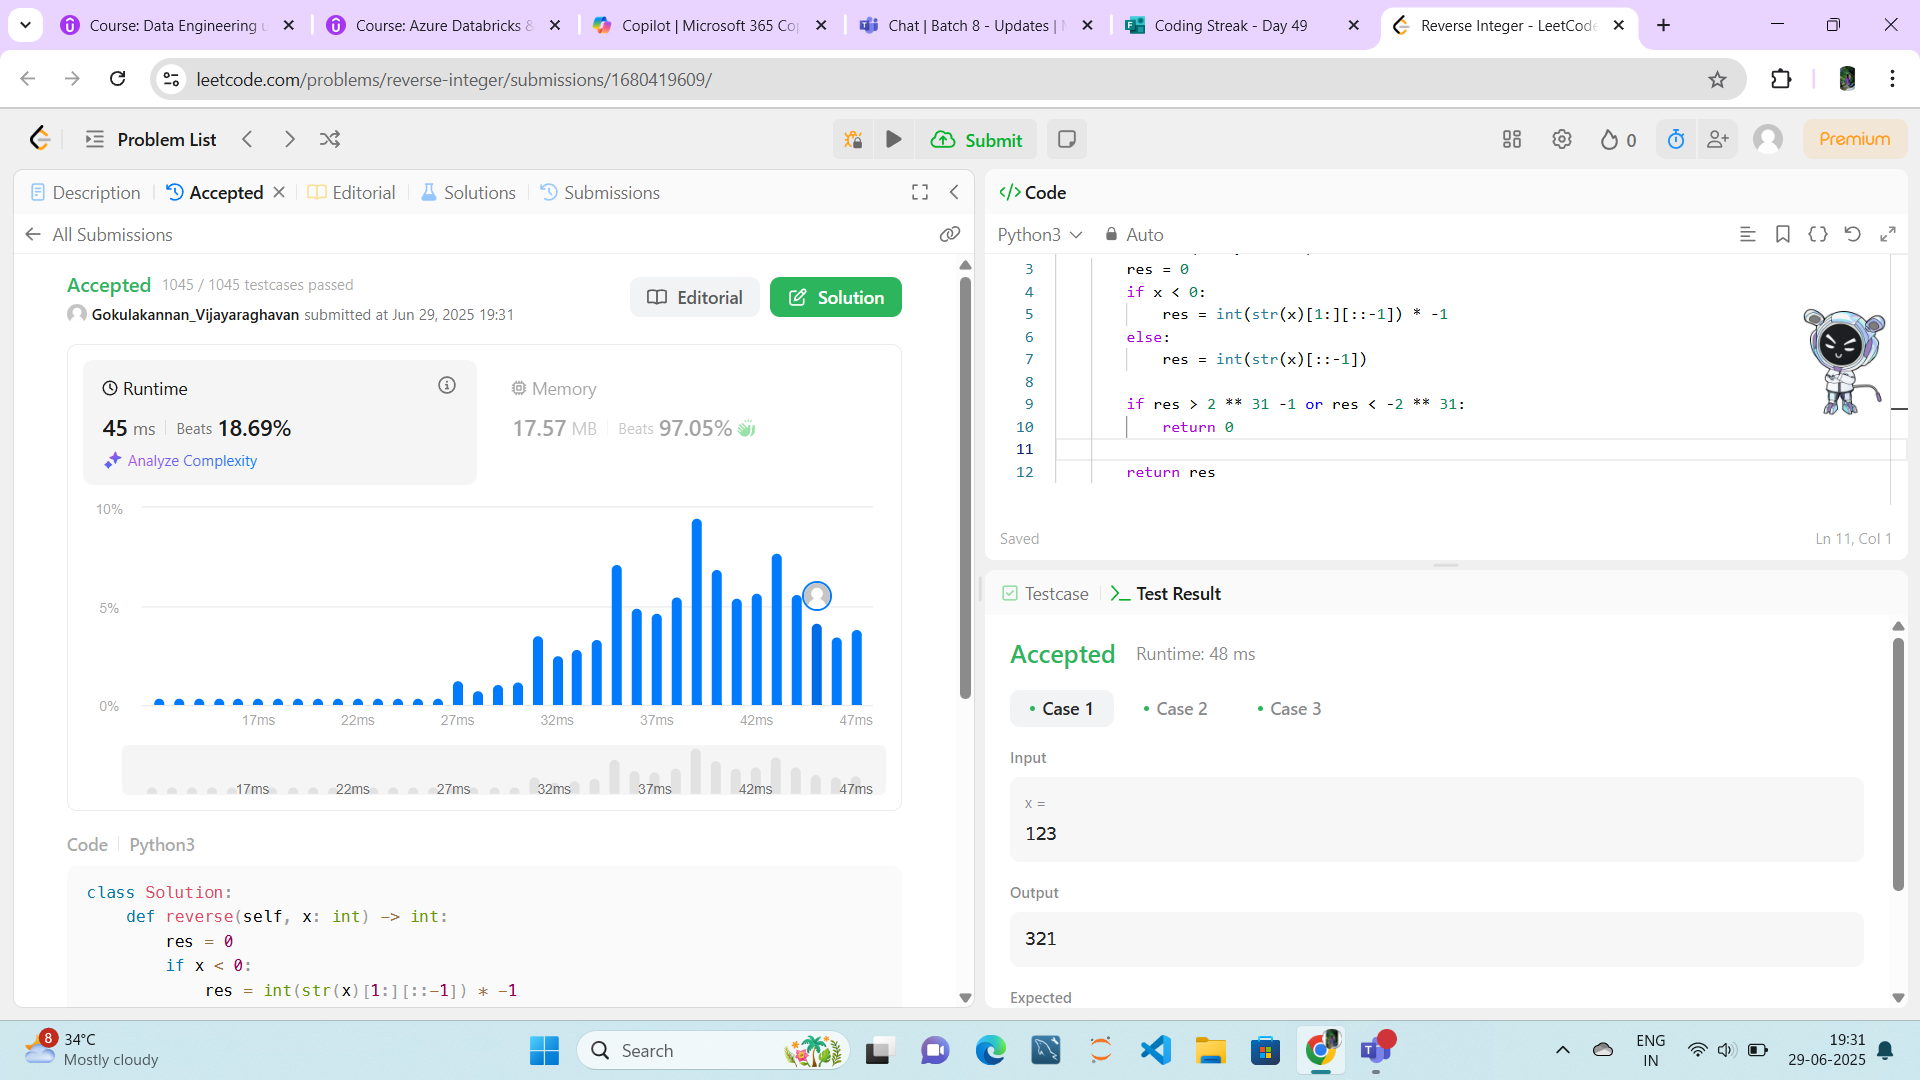 Course: Data Engineering u
Course: Azure Databricks &
Copilot | Microsoft 365 Cop
Chat | Batch 8 - Updates | M
Coding Streak - Day 49
Reverse Integer - LeetCode
leetcode.com/problems/reverse-integer/submissions/1680419609/
Problem List
Submit
0
Premium
Description
Accepted
Editorial
Solutions
Submissions
All Submissions
Accepted 1045 / 1045 testcases passed
Gokulakannan_Vijayaraghavan submitted at Jun 29, 2025 19:31
Editorial
Solution
Runtime
45 ms Beats 18.69%
Analyze Complexity
Memory
17.57 MB Beats 97.05%
10%
5%
0%
17ms 22ms 27ms 32ms 37ms 42ms 47ms
17ms 22ms 27ms 32ms 37ms 42ms 47ms
Code Python3
class Solution:
def reverse(self, x: int) -> int:
res = 0
if x < 0:
res = int(str(x)[1:][::-1]) * -1
</> Code
Python3 Auto
3 res = 0
4 if x < 0:
5 res = int(str(x)[1:][::-1]) * -1
6 else:
7 res = int(str(x)[::-1])
8
9 if res > 2 ** 31 -1 or res < -2 ** 31:
10 return 0
11
12 return res
Saved
Ln 11, Col 1
Testcase
Test Result
Accepted Runtime: 48 ms
Case 1 Case 2 Case 3
Input
x =
123
Output
321
Expected
8
34°C
Mostly cloudy
Search
ENG
IN
19:31
29-06-2025